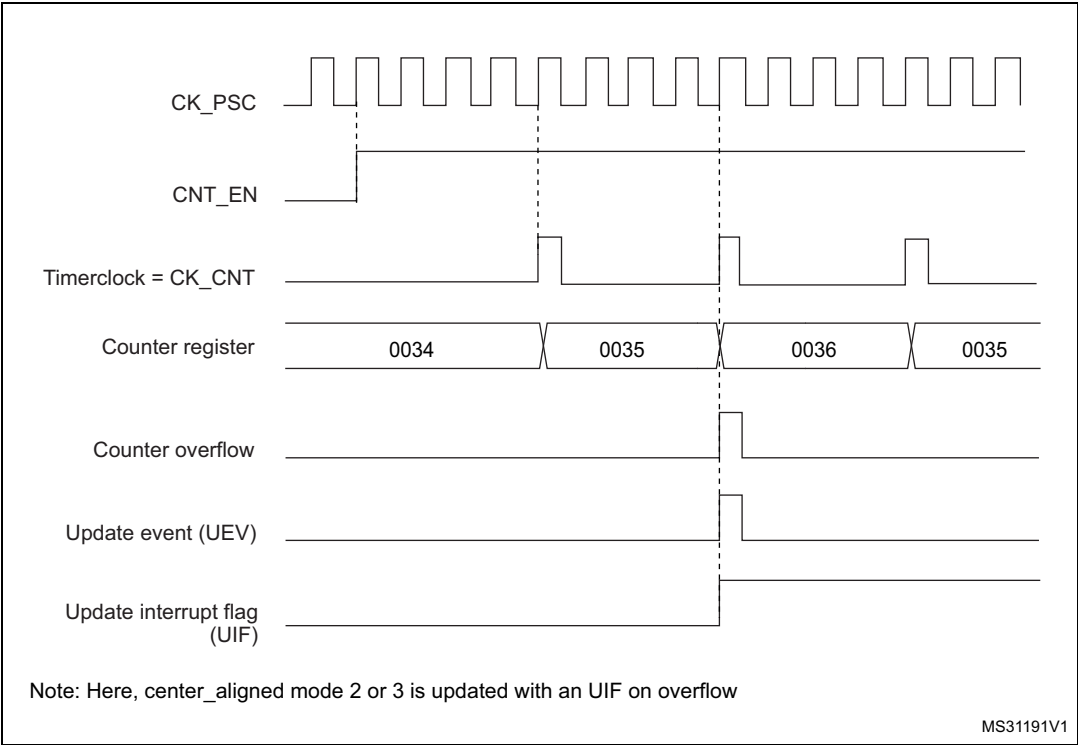 CK_PSC
CNT_EN
Timerclock = CK_CNT
Counter register
0034
0035
0036
0035
Counter overflow
Update event (UEV)
Update interrupt flag
(UIF)
Note: Here, center_aligned mode 2 or 3 is updated with an UIF on overflow
MS31191V1